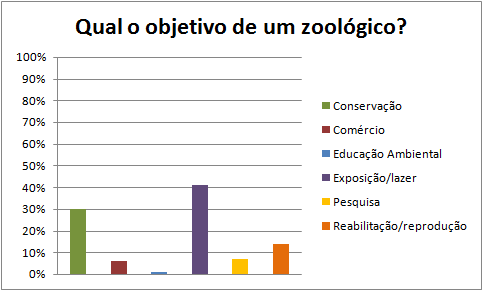 Qual o objetivo de um zoológico?
100%
90%
80%
70%
60%
50%
40%
30%
20%
10%
0%
Conservação
Comércio
Educação Ambiental
Exposição/lazer
Pesquisa
Reabilitação/reprodução